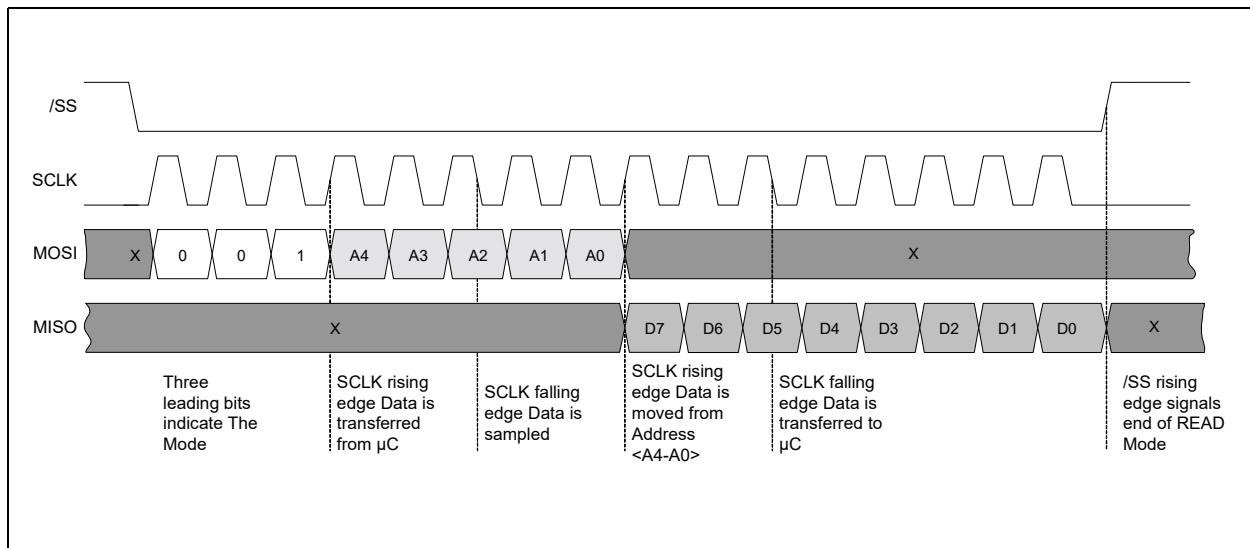 /SS
SCLK
MOSI X 0 0 1 A4 A3 A2 A1 A0 X
MISO X D7 D6 D5 D4 D3 D2 D1 D0 X
Three
leading bits
indicate The
Mode
SCLK rising
edge Data is
transferred
from µC
SCLK falling
edge Data is
sampled
SCLK rising
edge Data is
moved from
Address
<A4-A0>
SCLK falling
edge Data is
transferred to
µC
/SS rising
edge signals
end of READ
Mode